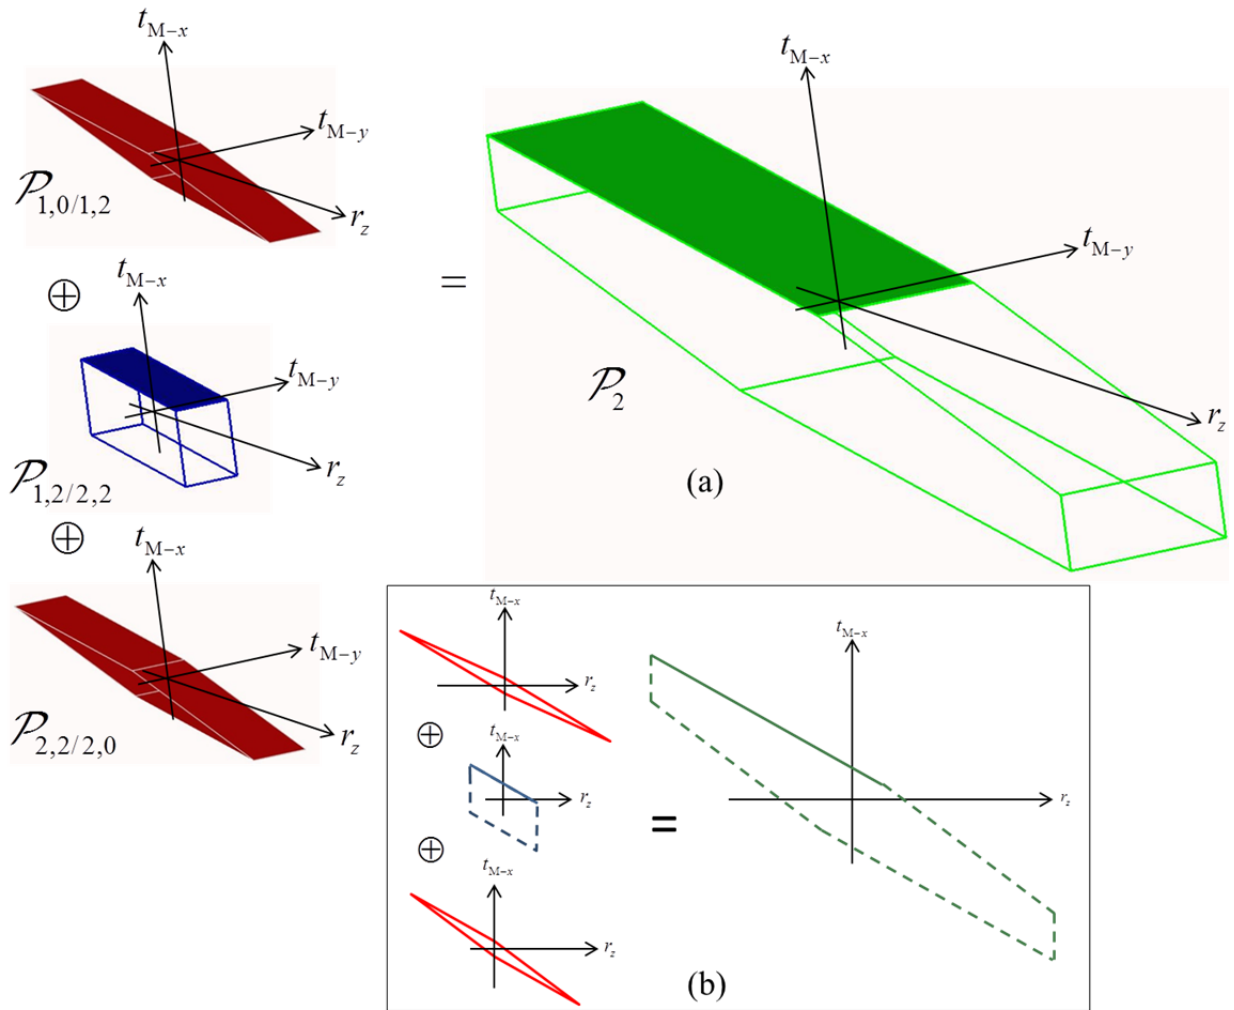 t_{M-x}
t_{M-y}
𝒫_{1,0/1,2}
r_z
⊕
t_{M-x}
t_{M-y}
𝒫_{1,2/2,2}
r_z
⊕
t_{M-x}
t_{M-y}
𝒫_{2,2/2,0}
r_z
=
t_{M-x}
t_{M-y}
𝒫_2
r_z
(a)
t_{M-x}
r_z
⊕
t_{M-x}
r_z
⊕
t_{M-x}
r_z
=
t_{M-x}
r_z
(b)